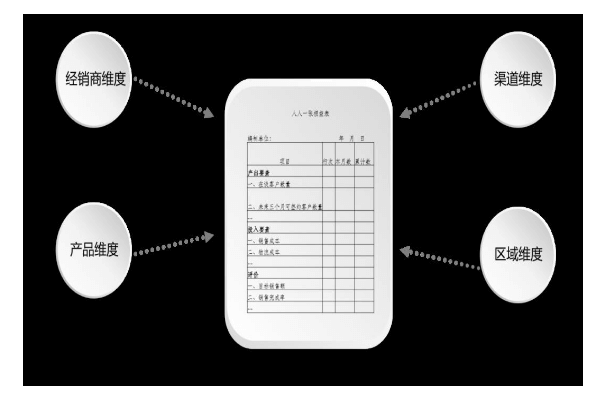 经销商维度
渠道维度
产品维度
区域维度
人人一张损益表
编制单位: 年 月 日
项目 行次 本月数 累计数
产出要素
一、在谈客户数量
二、未来三个月可签约客户数量
...
投入要素
一、销售成本
二、物流成本
...
评价
一、目标销售额
二、销售完成率
...